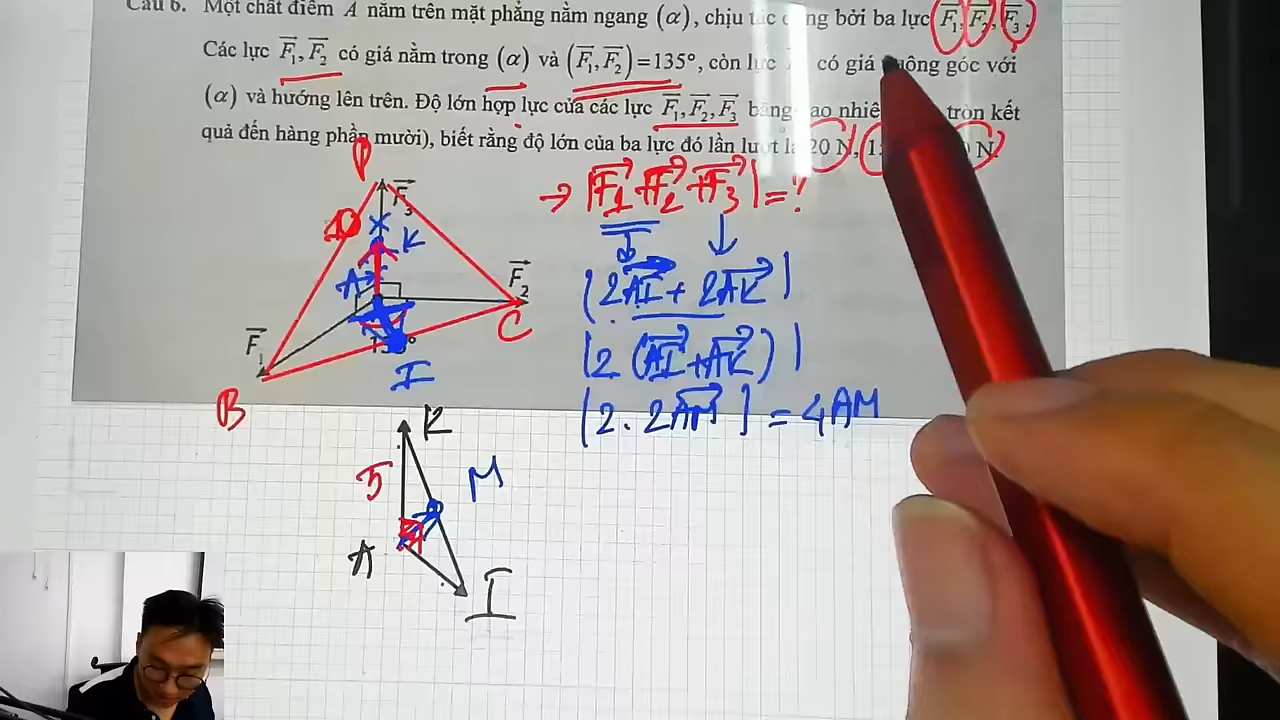 Câu 6. Một chất điểm A nằm trên mặt phẳng nằm ngang (α), chịu tác động bởi ba lực F₁, F₂, F₃.
Các lực F₁, F₂ có giá nằm trong (α) và (F₁, F₂) = 135°, còn lực có giá vuông góc với
(α) và hướng lên trên. Độ lớn hợp lực của các lực F₁, F₂, F₃ bằng bao nhiêu tròn kết
quả đến hàng phần mười), biết rằng độ lớn của ba lực đó lần lượt là 20 N, N.
D
F₃
K
A
F₂
C
F₁
135°
I
B
→ |F₁ + F₂ + F₃| = ?
|2AI + 2AK|
|2 (AI + AK)|
|2 . 2AM| = 4AM
K
5
M
A
I